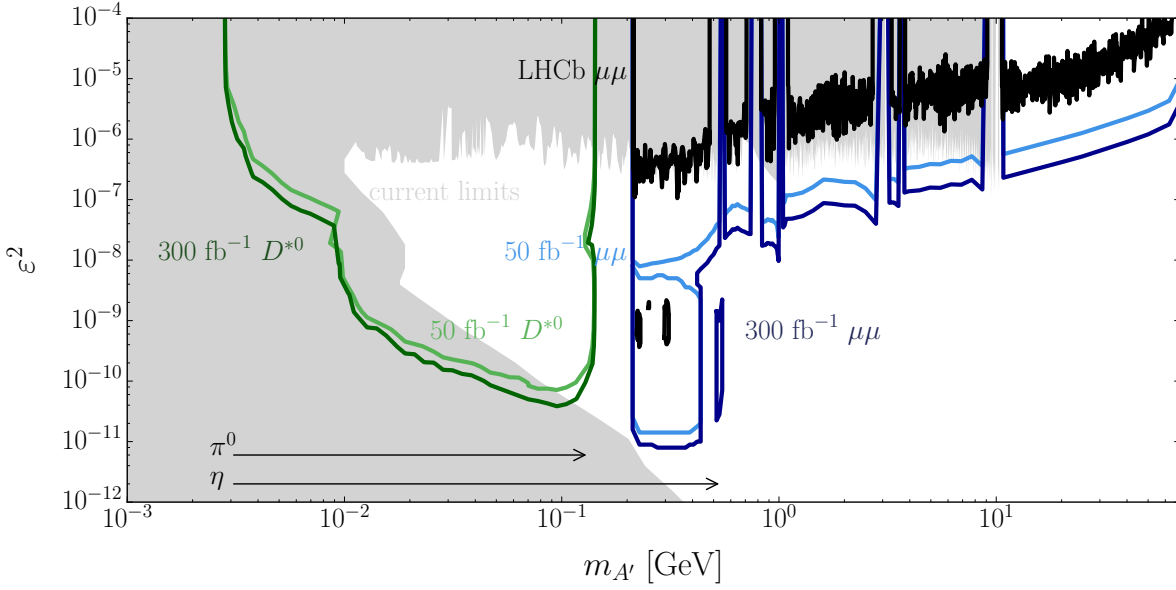 10⁻⁴
10⁻⁵
10⁻⁶
10⁻⁷
10⁻⁸
10⁻⁹
10⁻¹⁰
10⁻¹¹
10⁻¹²
ε²
LHCb μμ
current limits
300 fb⁻¹ D*⁰
50 fb⁻¹ μμ
50 fb⁻¹ D*⁰
300 fb⁻¹ μμ
π⁰
η
10⁻³ 10⁻² 10⁻¹ 10⁰ 10¹
m_A′ [GeV]